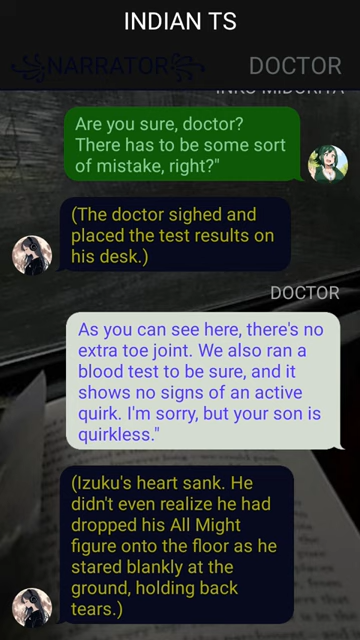 INDIAN TS
꧁NARRATOR꧂
DOCTOR
INKO MIDORIYA
Are you sure, doctor?
There has to be some sort
of mistake, right?"
(The doctor sighed and
placed the test results on
his desk.)
DOCTOR
As you can see here, there's no
extra toe joint. We also ran a
blood test to be sure, and it
shows no signs of an active
quirk. I'm sorry, but your son is
quirkless."
(Izuku's heart sank. He
didn't even realize he had
dropped his All Might
figure onto the floor as he
stared blankly at the
ground, holding back
tears.)